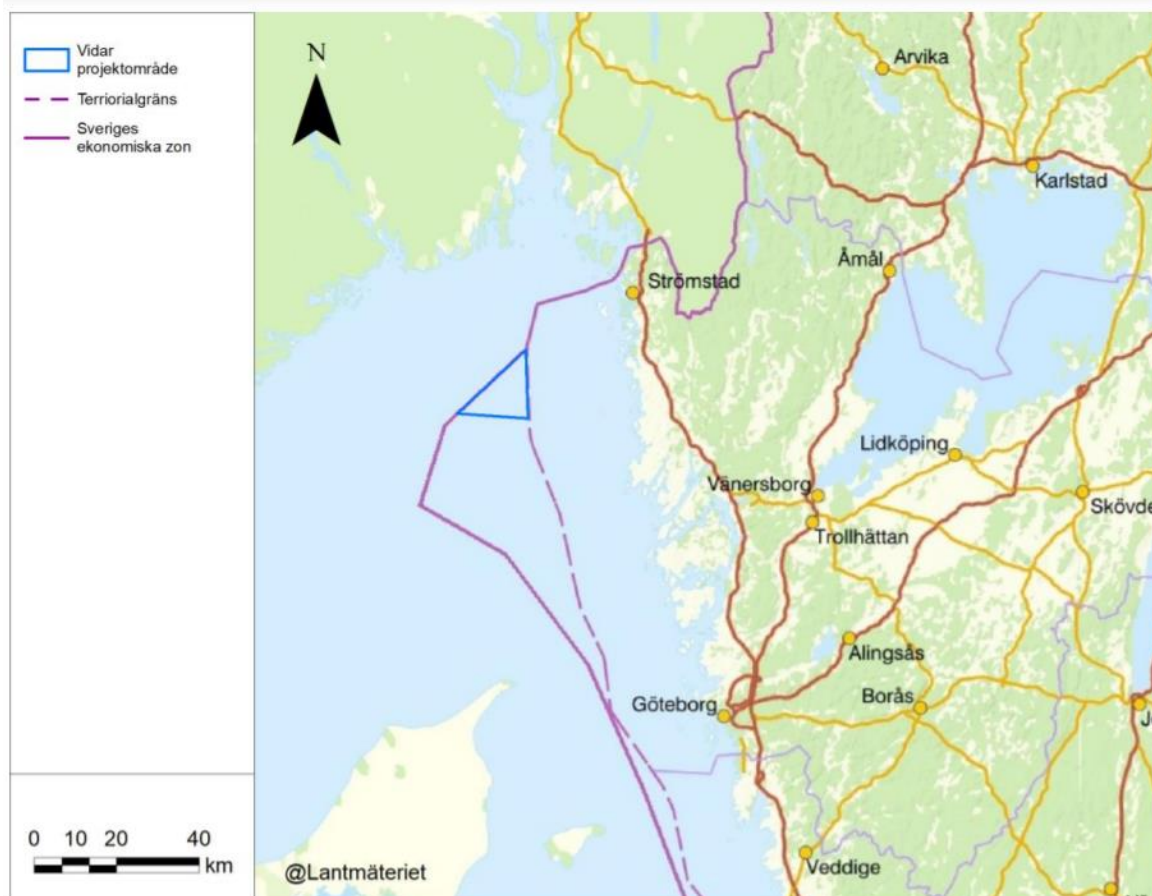 Vidar
projektområde
Terriorialgräns
Sveriges
ekonomiska zon
N
Arvika
Karlstad
Åmål
Strömstad
Lidköping
Vänersborg
Skövde
Trollhättan
Alingsås
Göteborg
Borås
Veddige
0 10 20 40
km
@Lantmäteriet